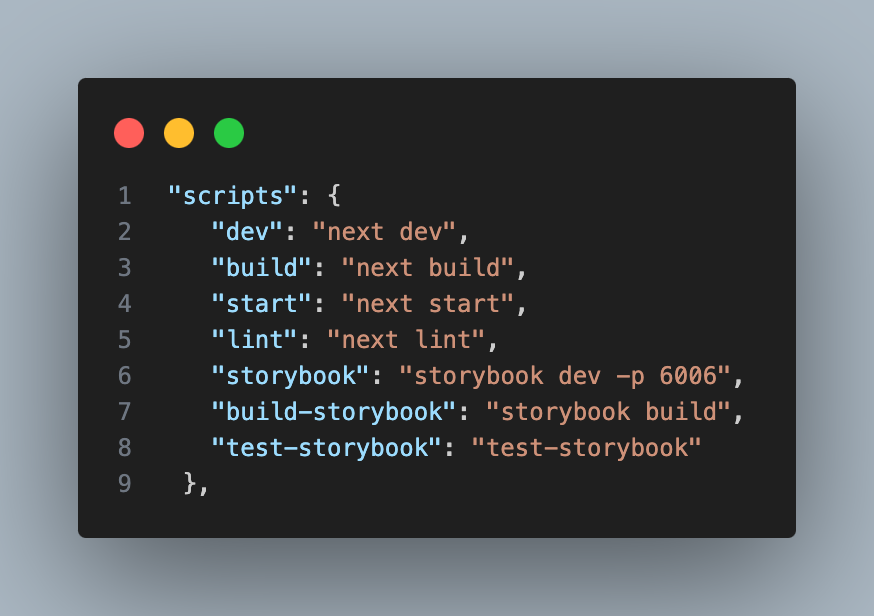 1 "scripts": {
2 "dev": "next dev",
3 "build": "next build",
4 "start": "next start",
5 "lint": "next lint",
6 "storybook": "storybook dev -p 6006",
7 "build-storybook": "storybook build",
8 "test-storybook": "test-storybook"
9 },